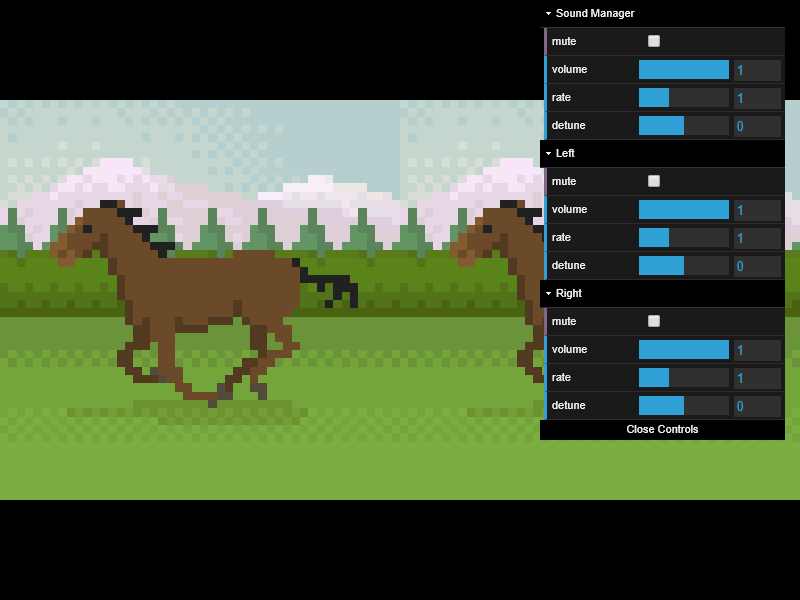 Sound Manager
mute
volume 1
rate 1
detune 0
Left
mute
volume 1
rate 1
detune 0
Right
mute
volume 1
rate 1
detune 0
Close Controls